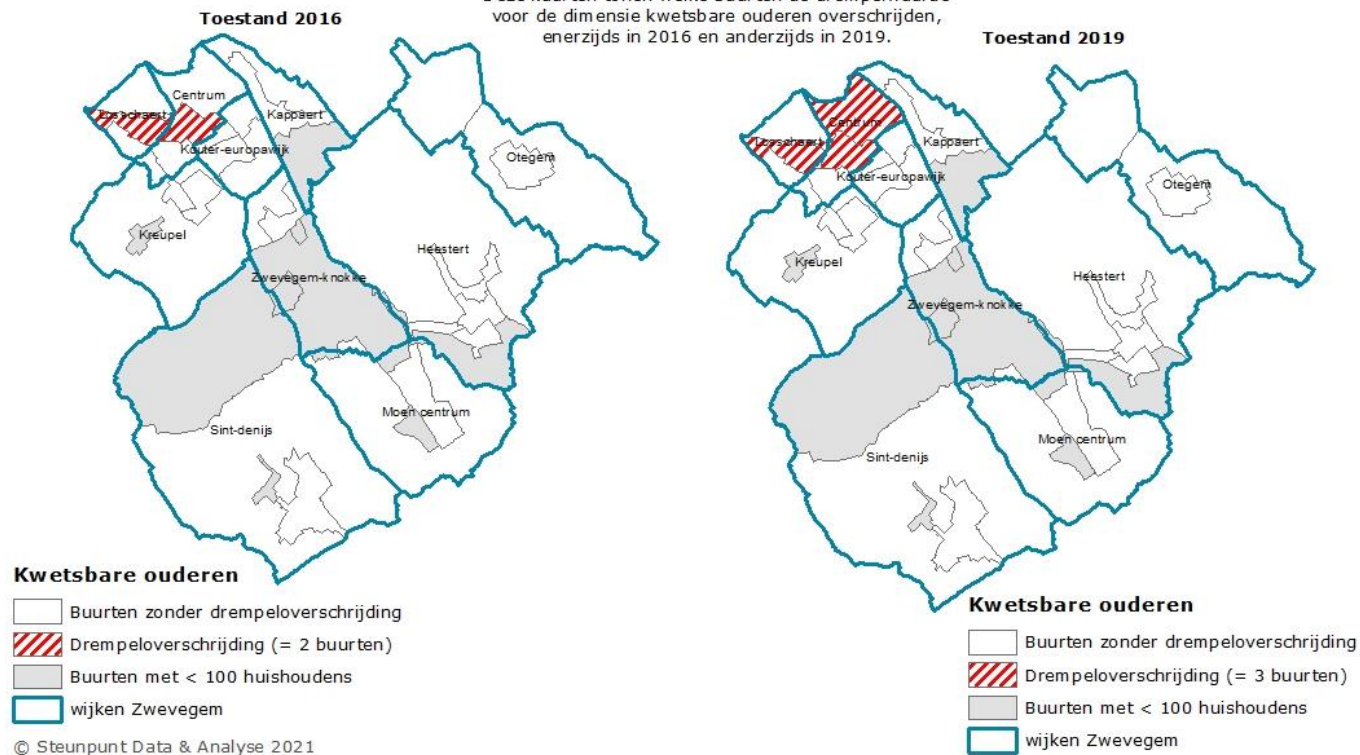 Toestand 2016
voor de dimensie kwetsbare ouderen overschrijden,
enerzijds in 2016 en anderzijds in 2019.
Centrum
Losschaert
Kappaert
Kouter-europawijk
Otegem
Kreupel
Heestert
Zwevegem-knokke
Moen centrum
Sint-denijs
Kwetsbare ouderen
Buurten zonder drempeloverschrijding
Drempeloverschrijding (= 2 buurten)
Buurten met < 100 huishoudens
wijken Zwevegem
© Steunpunt Data & Analyse 2021
Toestand 2019
Centrum
Losschaert
Kappaert
Kouter-europawijk
Otegem
Kreupel
Heestert
Zwevegem-knokke
Moen centrum
Sint-denijs
Kwetsbare ouderen
Buurten zonder drempeloverschrijding
Drempeloverschrijding (= 3 buurten)
Buurten met < 100 huishoudens
wijken Zwevegem